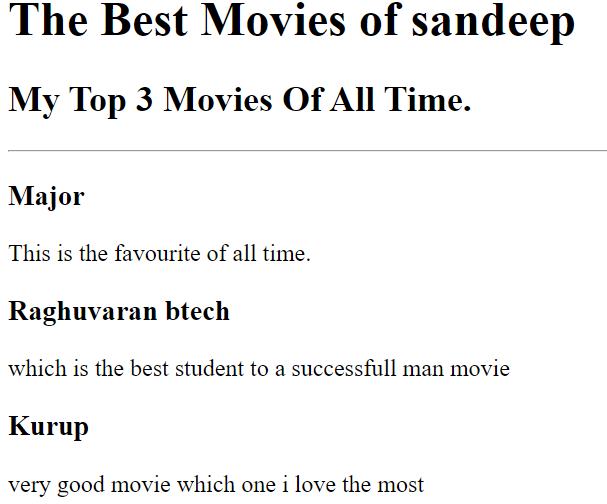 The Best Movies of sandeep
My Top 3 Movies Of All Time.
Major
This is the favourite of all time.
Raghuvaran btech
which is the best student to a successfull man movie
Kurup
very good movie which one i love the most